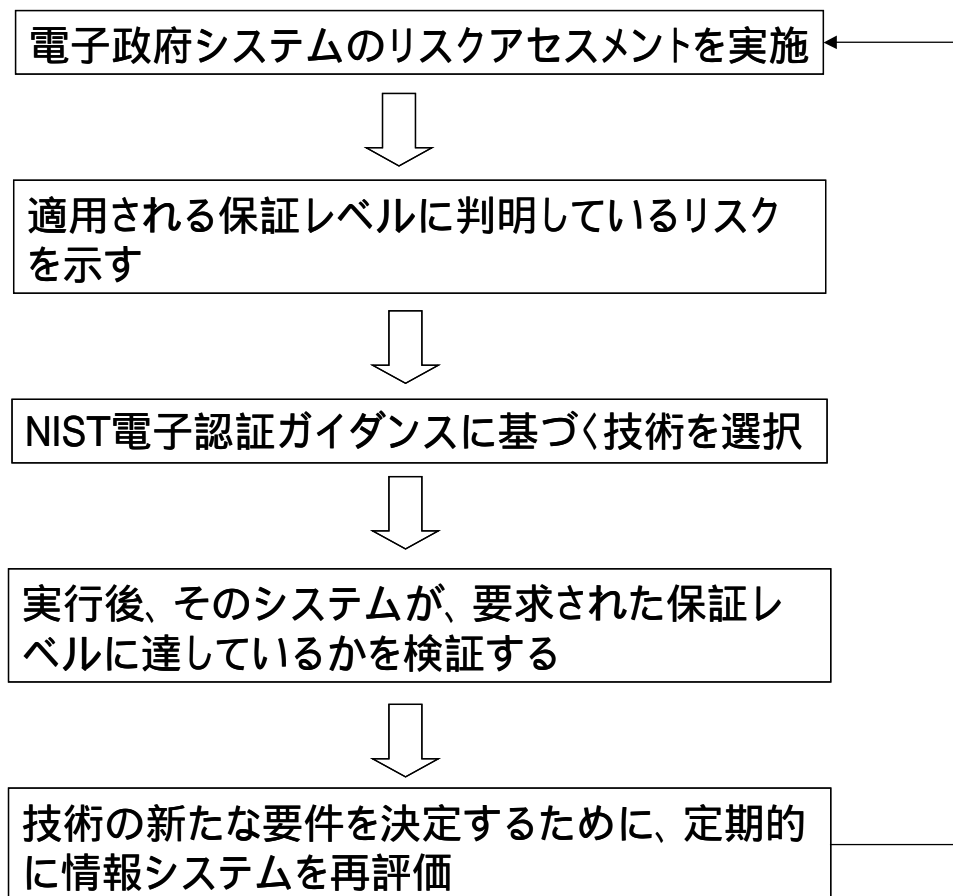 電子政府システムのリスクアセスメントを実施
適用される保証レベルに判明しているリスク
を示す
NIST電子認証ガイダンスに基づく技術を選択
実行後、そのシステムが、要求された保証レ
ベルに達しているかを検証する
技術の新たな要件を決定するために、定期的
に情報システムを再評価